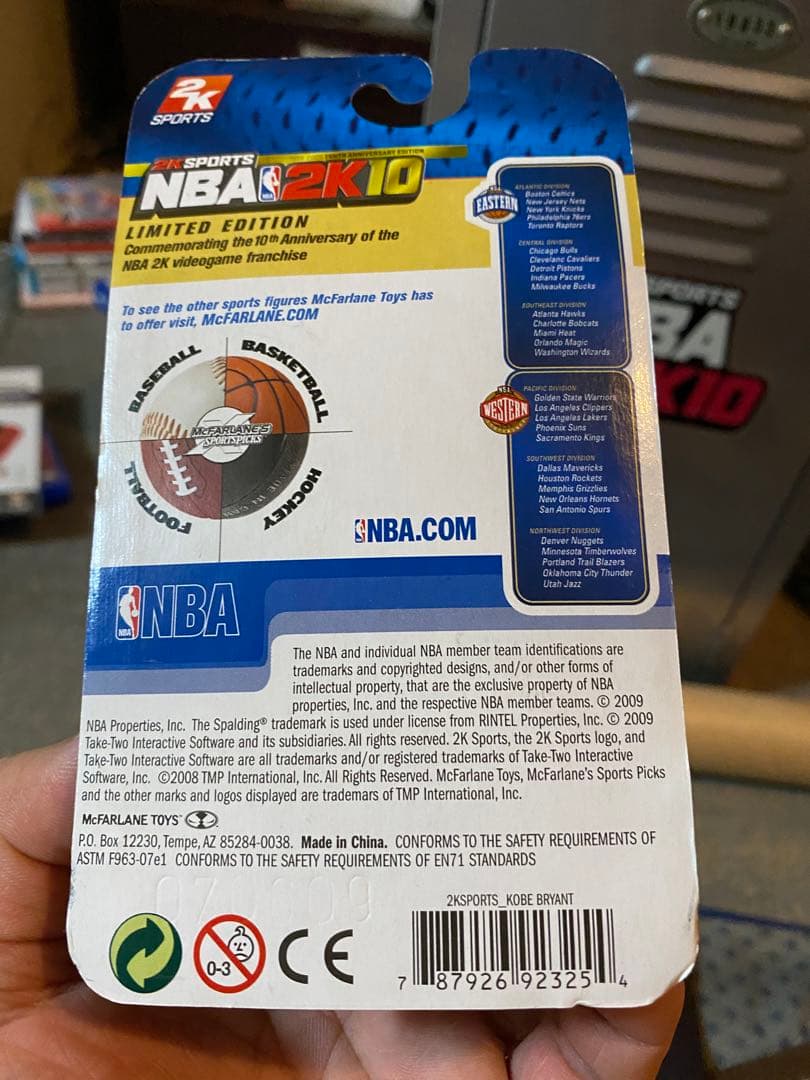 2K
SPORTS
2K SPORTS
TENTH ANNIVERSARY EDITION
NBA 2K10
LIMITED EDITION
Commemorating the 10th Anniversary of the
NBA 2K videogame franchise
To see the other sports figures McFarlane Toys has
to offer visit, McFARLANE.COM
BASEBALL
BASKETBALL
McFARLANE'S
SPORTSPICKS
FOOTBALL
HOCKEY
NBA.COM
EASTERN
ATLANTIC DIVISION
Boston Celtics
New Jersey Nets
New York Knicks
Philadelphia 76ers
Toronto Raptors
CENTRAL DIVISION
Chicago Bulls
Cleveland Cavaliers
Detroit Pistons
Indiana Pacers
Milwaukee Bucks
SOUTHEAST DIVISION
Atlanta Hawks
Charlotte Bobcats
Miami Heat
Orlando Magic
Washington Wizards
WESTERN
PACIFIC DIVISION
Golden State Warriors
Los Angeles Clippers
Los Angeles Lakers
Phoenix Suns
Sacramento Kings
SOUTHWEST DIVISION
Dallas Mavericks
Houston Rockets
Memphis Grizzlies
New Orleans Hornets
San Antonio Spurs
NORTHWEST DIVISION
Denver Nuggets
Minnesota Timberwolves
Portland Trail Blazers
Oklahoma City Thunder
Utah Jazz
NBA
The NBA and individual NBA member team identifications are
trademarks and copyrighted designs, and/or other forms of
intellectual property, that are the exclusive property of NBA
properties, Inc. and the respective NBA member teams. © 2009
NBA Properties, Inc. The Spalding® trademark is used under license from RINTEL Properties, Inc. © 2009
Take-Two Interactive Software and its subsidiaries. All rights reserved. 2K Sports, the 2K Sports logo, and
Take-Two Interactive Software are all trademarks and/or registered trademarks of Take-Two Interactive
Software, Inc. ©2008 TMP International, Inc. All Rights Reserved. McFarlane Toys, McFarlane's Sports Picks
and the other marks and logos displayed are trademars of TMP International, Inc.
McFARLANE TOYS™
P.O. Box 12230, Tempe, AZ 85284-0038. Made in China. CONFORMS TO THE SAFETY REQUIREMENTS OF
ASTM F963-07e1 CONFORMS TO THE SAFETY REQUIREMENTS OF EN71 STANDARDS
0-3
CE
2KSPORTS_KOBE BRYANT
7 87926 92325 4
SPORTS
BA
K10